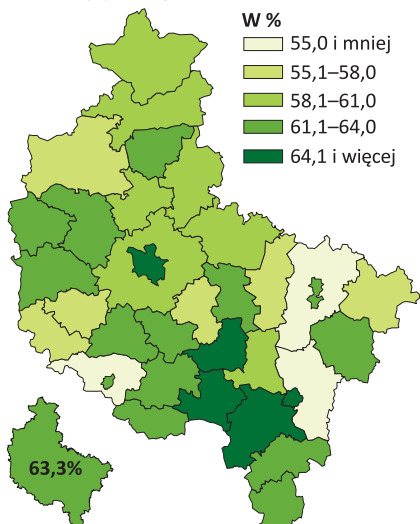 W %
55,0 i mniej
55,1–58,0
58,1–61,0
61,1–64,0
64,1 i więcej
63,3%